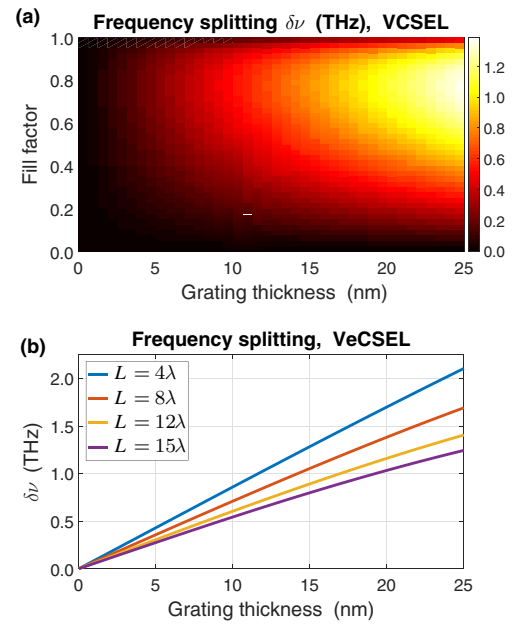 (a)
Frequency splitting δν (THz), VCSEL
Fill factor
1.0
0.8
0.6
0.4
0.2
0.0
0 5 10 15 20 25
Grating thickness (nm)
1.2
1.0
0.8
0.6
0.4
0.2
0.0
(b)
Frequency splitting, VeCSEL
L = 4λ
L = 8λ
L = 12λ
L = 15λ
δν (THz)
2.0
1.5
1.0
0.5
0.0
0 5 10 15 20 25
Grating thickness (nm)